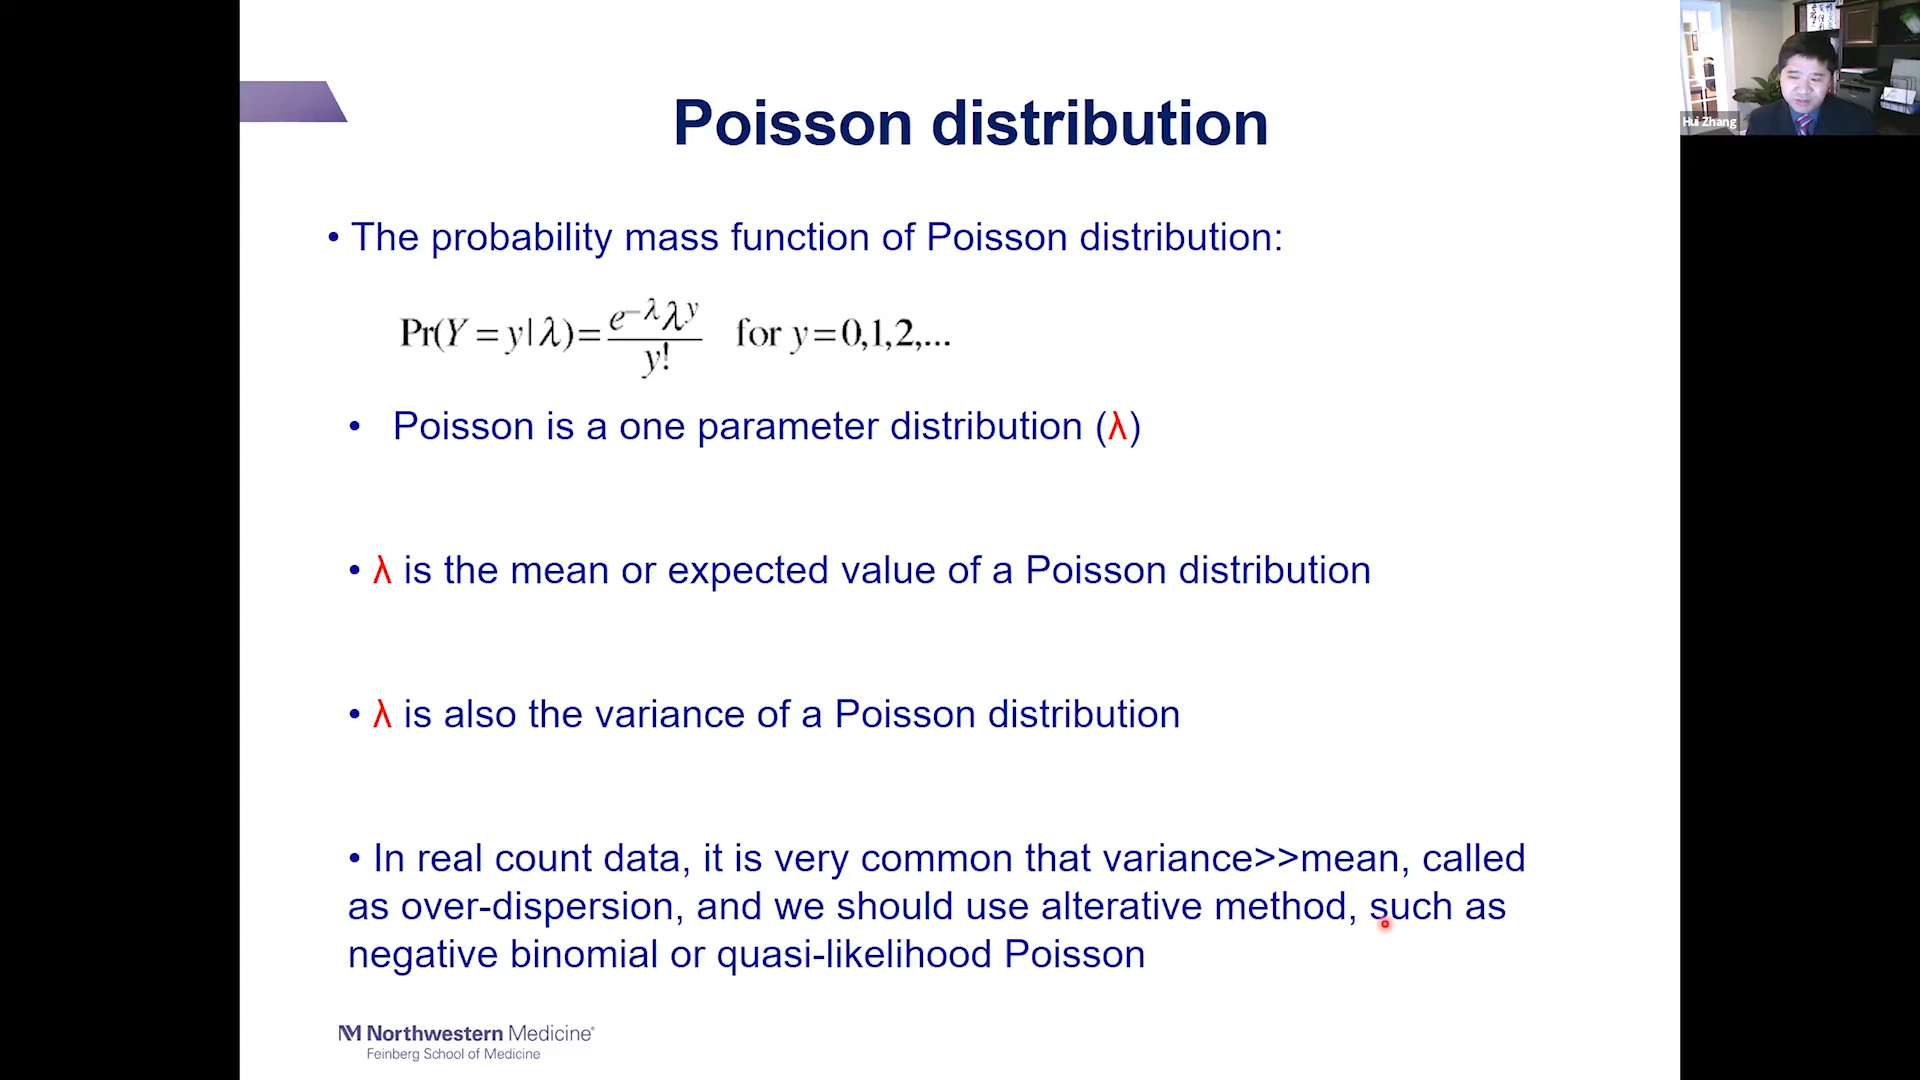 Poisson distribution
Hui Zhang
• The probability mass function of Poisson distribution:
Pr(Y = y| λ)= e^{−λ}λ^{y} / y! for y=0,1,2,...
• Poisson is a one parameter distribution (λ)
• λ is the mean or expected value of a Poisson distribution
• λ is also the variance of a Poisson distribution
• In real count data, it is very common that variance>>mean, called
as over-dispersion, and we should use alterative method, such as
negative binomial or quasi-likelihood Poisson
NM Northwestern Medicine®
Feinberg School of Medicine